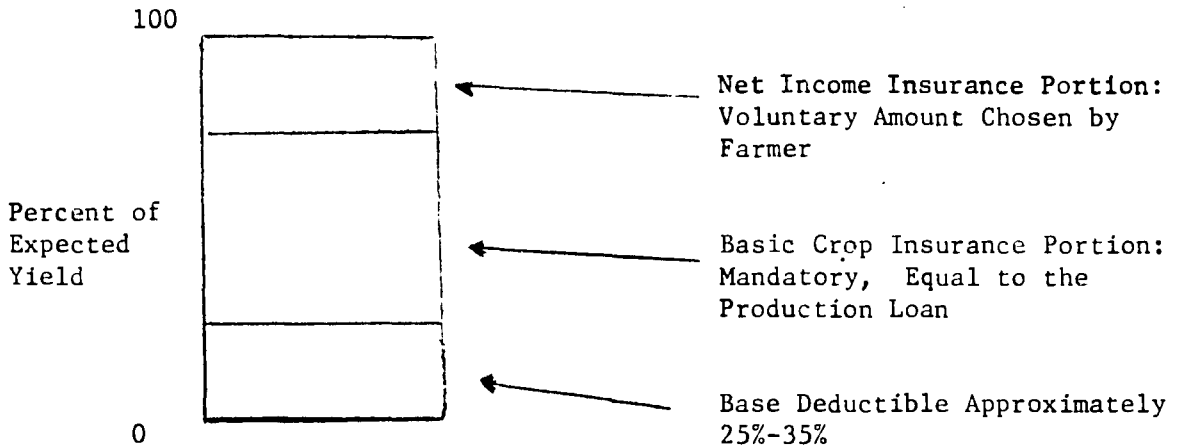 100
Net Income Insurance Portion:
Voluntary Amount Chosen by
Farmer
Percent of
Expected
Yield
Basic Crop Insurance Portion:
Mandatory, Equal to the
Production Loan
Base Deductible Approximately
25%-35%
0